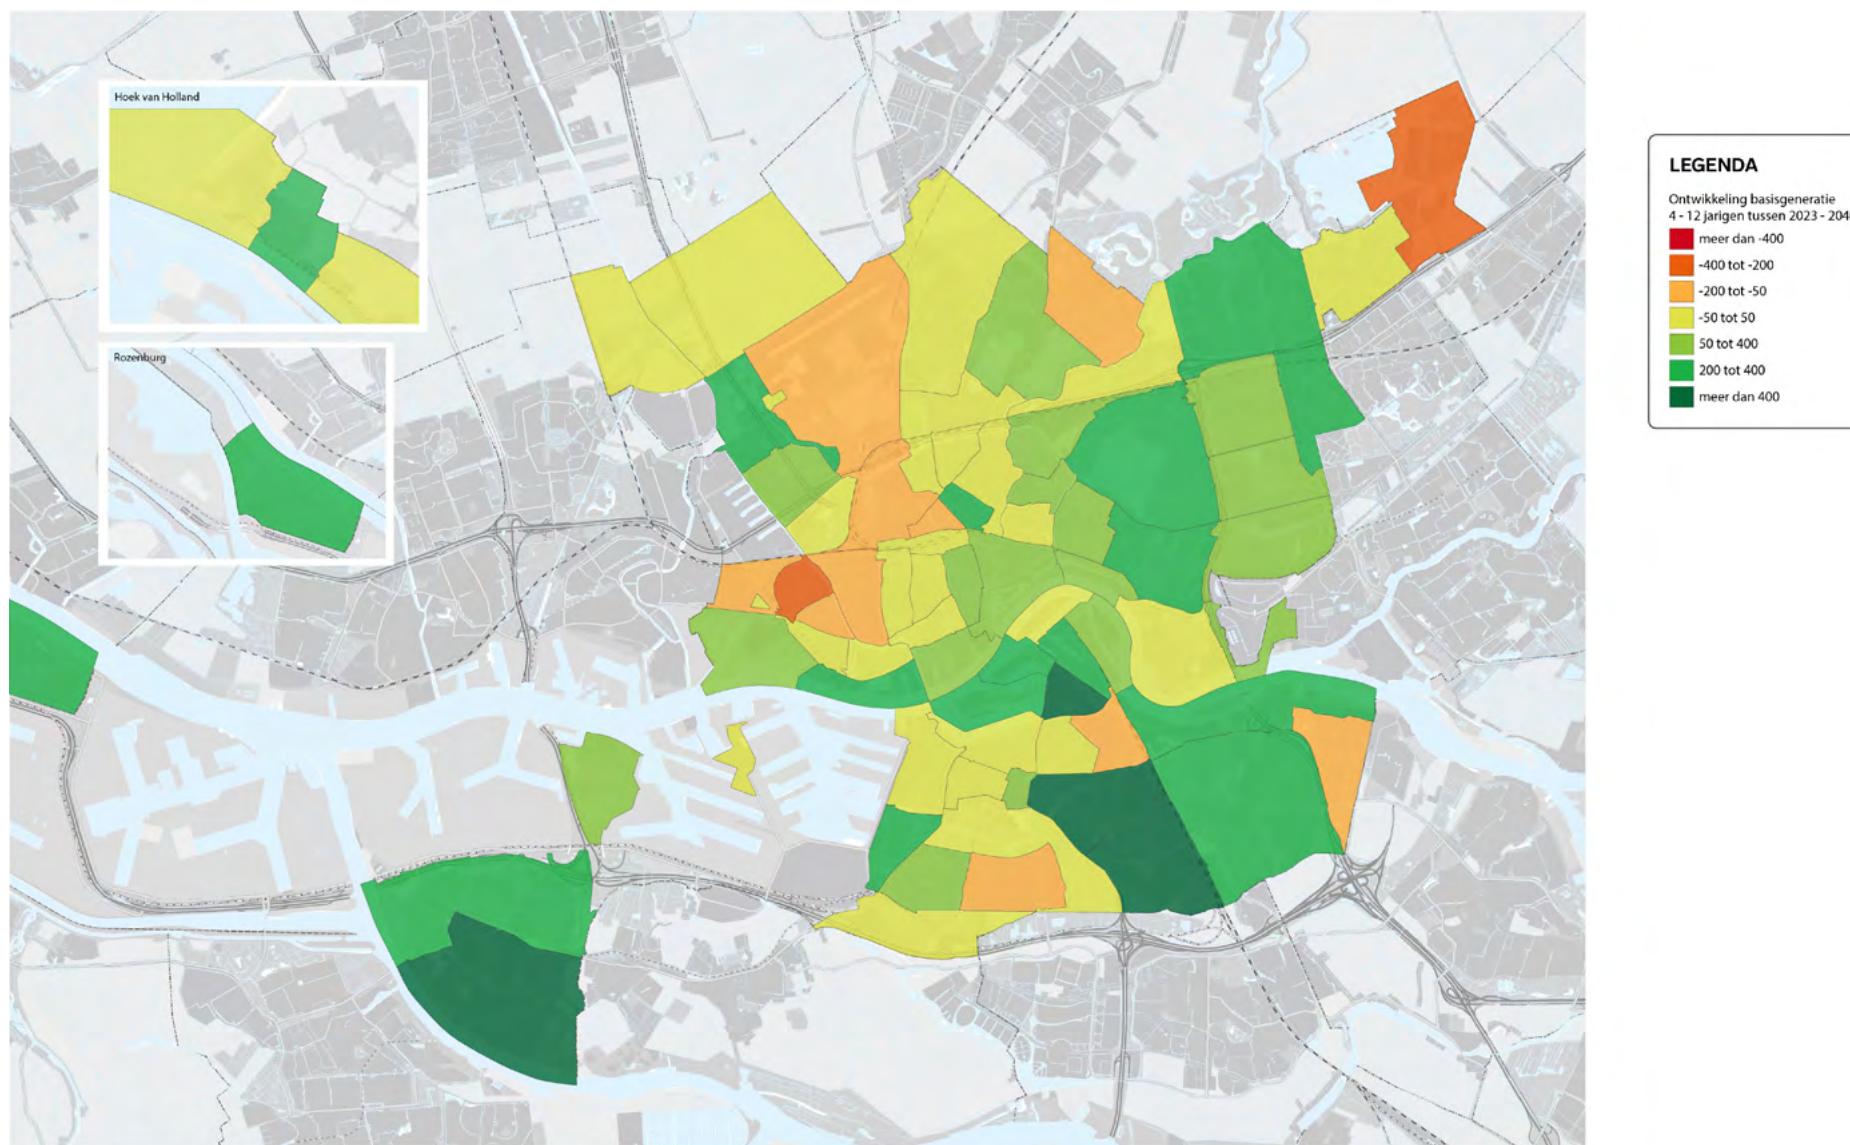 Hoek van Holland
Rozenburg
LEGENDA
Ontwikkeling basisgeneratie
4 - 12 jarigen tussen 2023 - 204
meer dan -400
-400 tot -200
-200 tot -50
-50 tot 50
50 tot 400
200 tot 400
meer dan 400